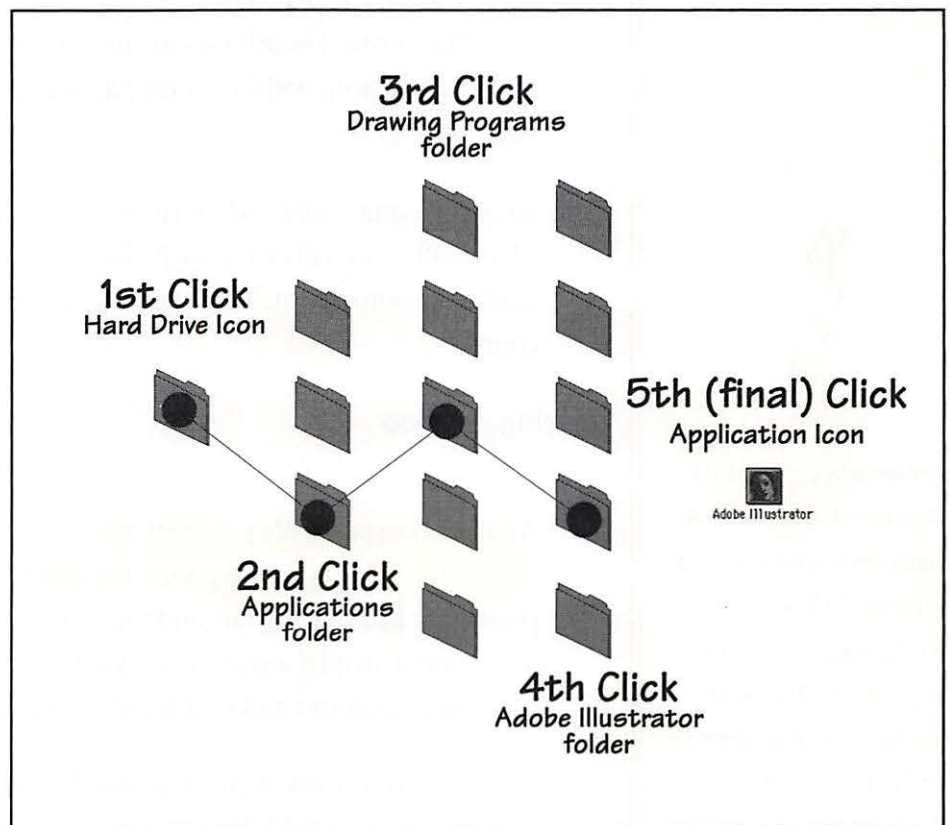 3rd Click
Drawing Programs
folder
1st Click
Hard Drive Icon
5th (final) Click
Application Icon
Adobe Illustrator
2nd Click
Applications
folder
4th Click
Adobe Illustrator
folder